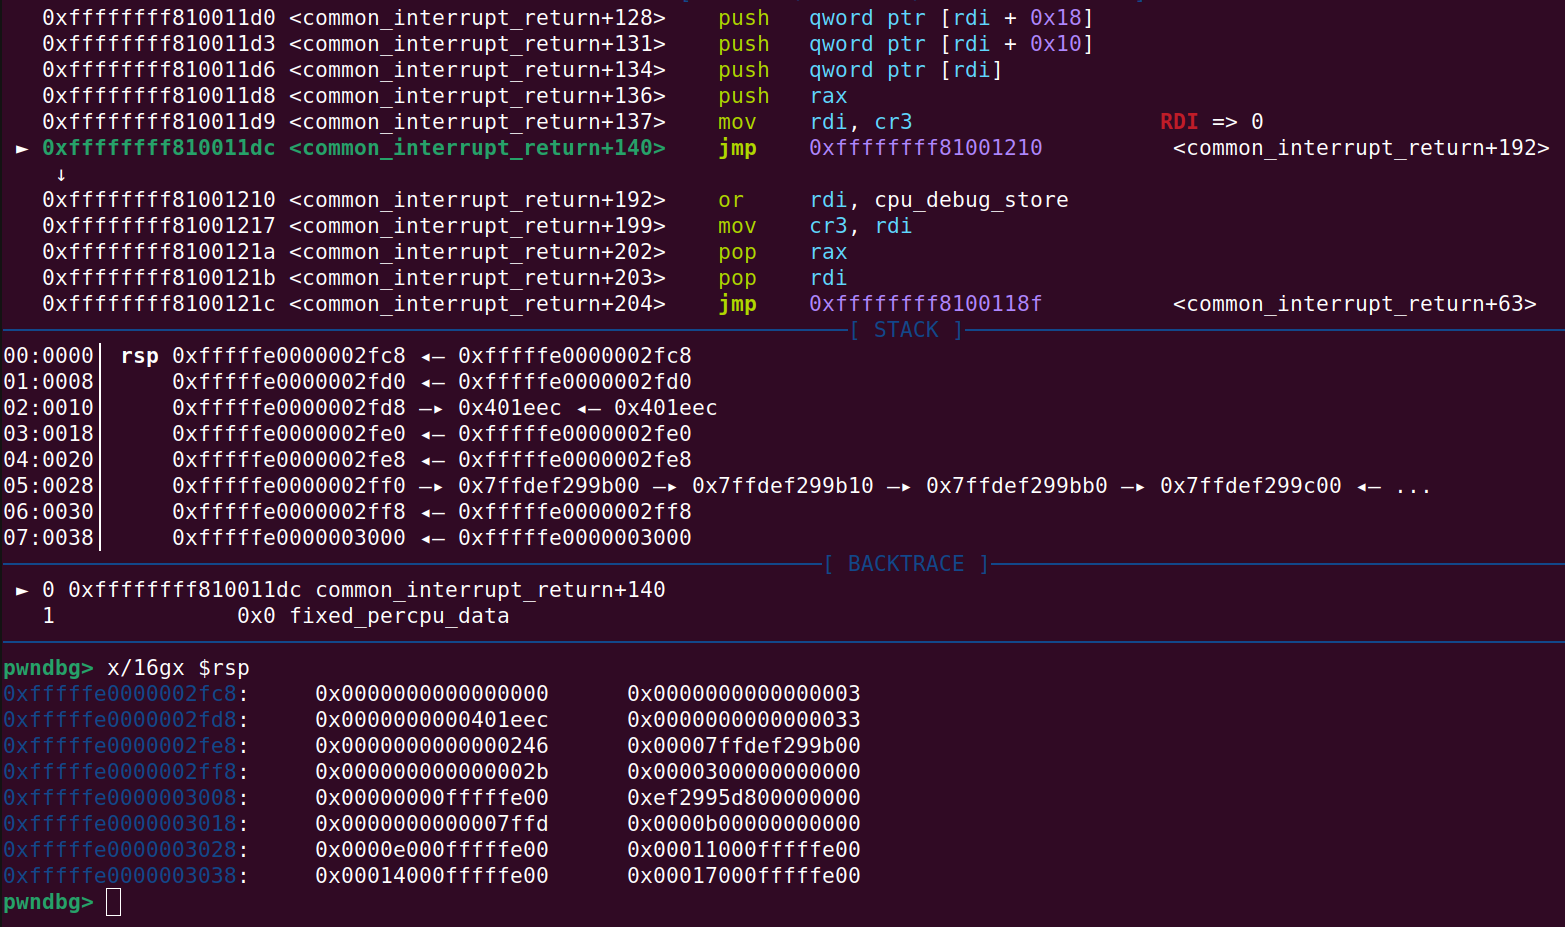 0xffffffff810011d0 <common_interrupt_return+128> push qword ptr [rdi + 0x18]
0xffffffff810011d3 <common_interrupt_return+131> push qword ptr [rdi + 0x10]
0xffffffff810011d6 <common_interrupt_return+134> push qword ptr [rdi]
0xffffffff810011d8 <common_interrupt_return+136> push rax
0xffffffff810011d9 <common_interrupt_return+137> mov rdi, cr3 RDI => 0
► 0xffffffff810011dc <common_interrupt_return+140> jmp 0xffffffff81001210 <common_interrupt_return+192>
↓
0xffffffff81001210 <common_interrupt_return+192> or rdi, cpu_debug_store
0xffffffff81001217 <common_interrupt_return+199> mov cr3, rdi
0xffffffff8100121a <common_interrupt_return+202> pop rax
0xffffffff8100121b <common_interrupt_return+203> pop rdi
0xffffffff8100121c <common_interrupt_return+204> jmp 0xffffffff8100118f <common_interrupt_return+63>
[ STACK ]
00:0000│ rsp 0xfffffe0000002fc8 ◂— 0xfffffe0000002fc8
01:0008│ 0xfffffe0000002fd0 ◂— 0xfffffe0000002fd0
02:0010│ 0xfffffe0000002fd8 —▸ 0x401eec ◂— 0x401eec
03:0018│ 0xfffffe0000002fe0 ◂— 0xfffffe0000002fe0
04:0020│ 0xfffffe0000002fe8 ◂— 0xfffffe0000002fe8
05:0028│ 0xfffffe0000002ff0 —▸ 0x7ffdef299b00 —▸ 0x7ffdef299b10 —▸ 0x7ffdef299bb0 —▸ 0x7ffdef299c00 ◂— ...
06:0030│ 0xfffffe0000002ff8 ◂— 0xfffffe0000002ff8
07:0038│ 0xfffffe0000003000 ◂— 0xfffffe0000003000
[ BACKTRACE ]
► 0 0xffffffff810011dc common_interrupt_return+140
1 0x0 fixed_percpu_data
pwndbg> x/16gx $rsp
0xfffffe0000002fc8: 0x0000000000000000 0x0000000000000003
0xfffffe0000002fd8: 0x0000000000401eec 0x0000000000000033
0xfffffe0000002fe8: 0x0000000000000246 0x00007ffdef299b00
0xfffffe0000002ff8: 0x000000000000002b 0x0000300000000000
0xfffffe0000003008: 0x00000000fffffe00 0xef2995d800000000
0xfffffe0000003018: 0x0000000000007ffd 0x0000b00000000000
0xfffffe0000003028: 0x0000e000fffffe00 0x00011000fffffe00
0xfffffe0000003038: 0x00014000fffffe00 0x00017000fffffe00
pwndbg>